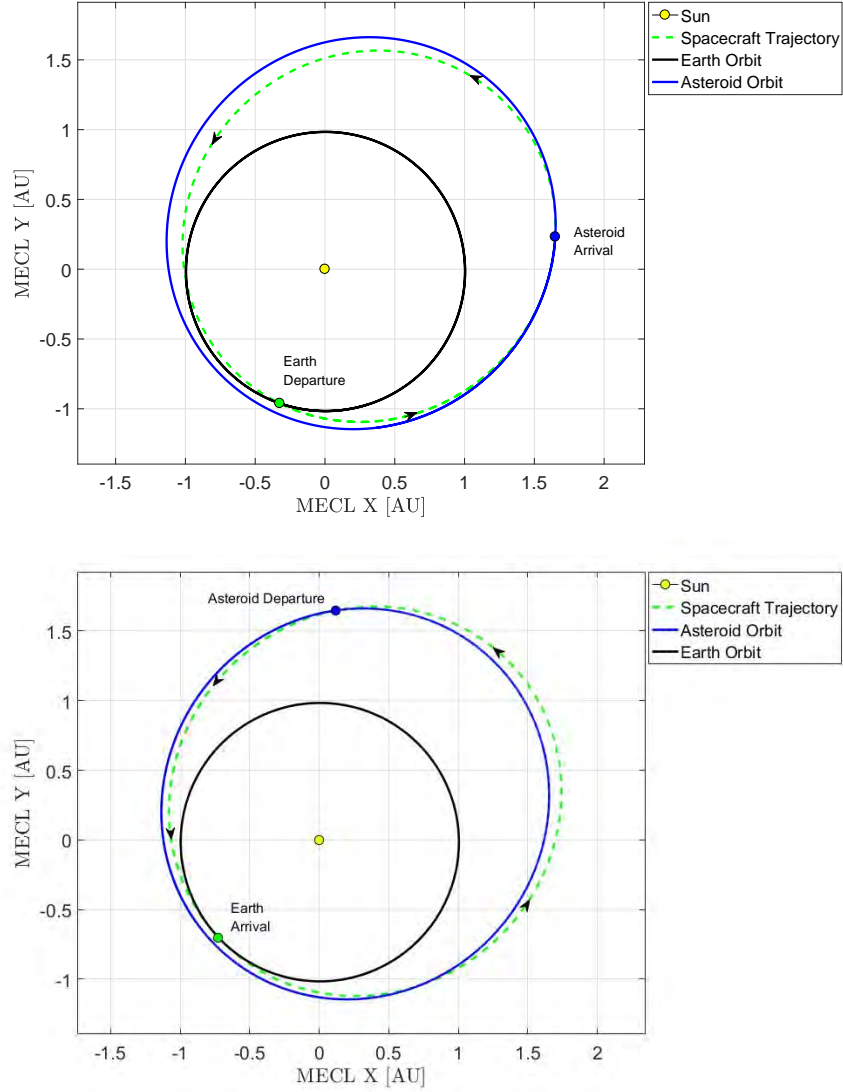 Sun
Spacecraft Trajectory
Earth Orbit
Asteroid Orbit
1.5
1
0.5
0
-0.5
-1
MECL Y [AU]
Asteroid
Arrival
Earth
Departure
-1.5 -1 -0.5 0 0.5 1 1.5 2
MECL X [AU]
Sun
Spacecraft Trajectory
Asteroid Orbit
Earth Orbit
Asteroid Departure
1.5
1
0.5
0
-0.5
-1
MECL Y [AU]
Earth
Arrival
-1.5 -1 -0.5 0 0.5 1 1.5 2
MECL X [AU]